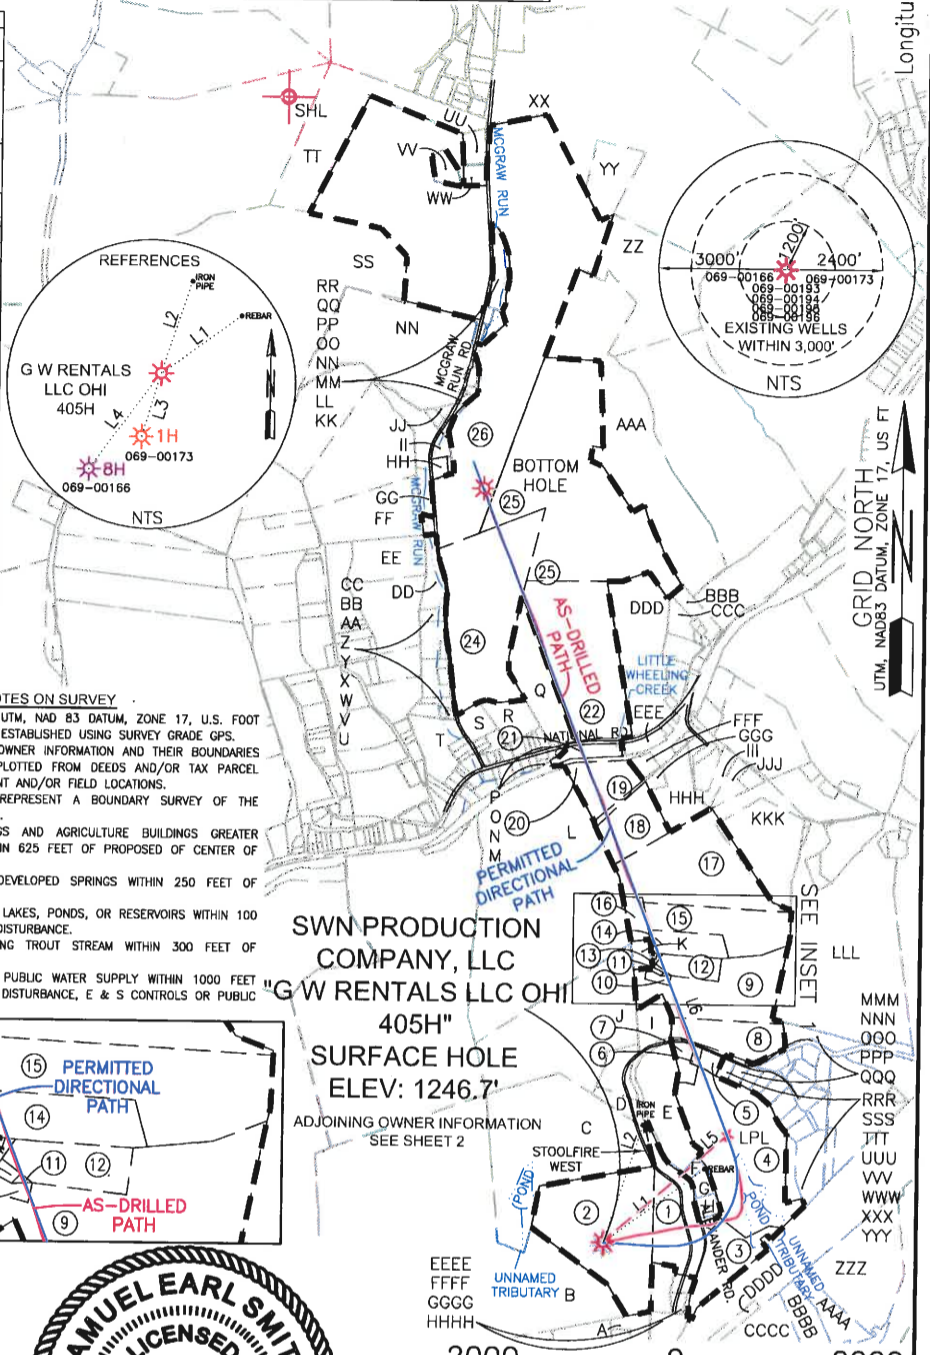 Longitu
SHL
TT
UU
VV
WW
XX
YY
ZZ
MCGRAW RUN
SS
REFERENCES
IRON
PIPE
REBAR
L2
L1
G W RENTALS
LLC OHI
405H
L4
L3
1H
069-00173
8H
069-00166
NTS
N
3000'
1200'
2400'
069-00166
069-00173
069-00193
069-00194
069-00196
EXISTING WELLS
WITHIN 3,000'
NTS
RR
QQ
PP
OO
NN
MM
LL
KK
NN
MCGRAW
RUN RD.
JJ
II
HH
GG
FF
EE
DD
MCGRAW RUN
26
BOTTOM
HOLE
25
25
AAA
GRID NORTH
UTM, NAD83 DATUM, ZONE 17, US FT
CC
BB
AA
Z
Y
X
W
V
U
24
AS-DRILLED
PATH
DDD
BBB
CCC
LITTLE
WHEELING
CREEK
T
S
R
Q
21
22
NATIONAL RD
EEE
FFF
GGG
III
JJJ
HHH
KKK
P
O
N
M
20
L
19
18
17
PERMITTED
DIRECTIONAL
PATH
OTES ON SURVEY
UTM, NAD 83 DATUM, ZONE 17, U.S. FOOT
ESTABLISHED USING SURVEY GRADE GPS.
OWNER INFORMATION AND THEIR BOUNDARIES
PLOTTED FROM DEEDS AND/OR TAX PARCEL
NT AND/OR FIELD LOCATIONS.
REPRESENT A BOUNDARY SURVEY OF THE
GS AND AGRICULTURE BUILDINGS GREATER
IN 625 FEET OF PROPOSED OF CENTER OF
DEVELOPED SPRINGS WITHIN 250 FEET OF
LAKES, PONDS, OR RESERVOIRS WITHIN 100
DISTURBANCE.
NG TROUT STREAM WITHIN 300 FEET OF
PUBLIC WATER SUPPLY WITHIN 1000 FEET
DISTURBANCE, E & S CONTROLS OR PUBLIC
SWN PRODUCTION
COMPANY, LLC
"G W RENTALS LLC OHI
405H"
SURFACE HOLE
ELEV: 1246.7'
ADJOINING OWNER INFORMATION
SEE SHEET 2
16
15
14
K
13
11
12
10
9
SEE INSET 1
LLL
L6
J
I
7
6
8
MMM
NNN
OOO
PPP
QQQ
RRR
SSS
TTT
UUU
VVV
WWW
XXX
YYY
15
PERMITTED
DIRECTIONAL
PATH
14
11
12
AS-DRILLED
PATH
9
C
D
IRON
PIPE
E
5
L5
LPL
4
L2
STOOLFIRE
WEST
F
REBAR
G
POND
2
L1
1
POND
ALEXANDER RD.
3
UNNAMED
TRIBUTARY
UNNAMED
TRIBUTARY
B
A
DDDD
BBBB
AAAA
CCCC
ZZZ
EEEE
FFFF
GGGG
HHHH
AMUEL EARL SMIT
LICENSED
2000
0